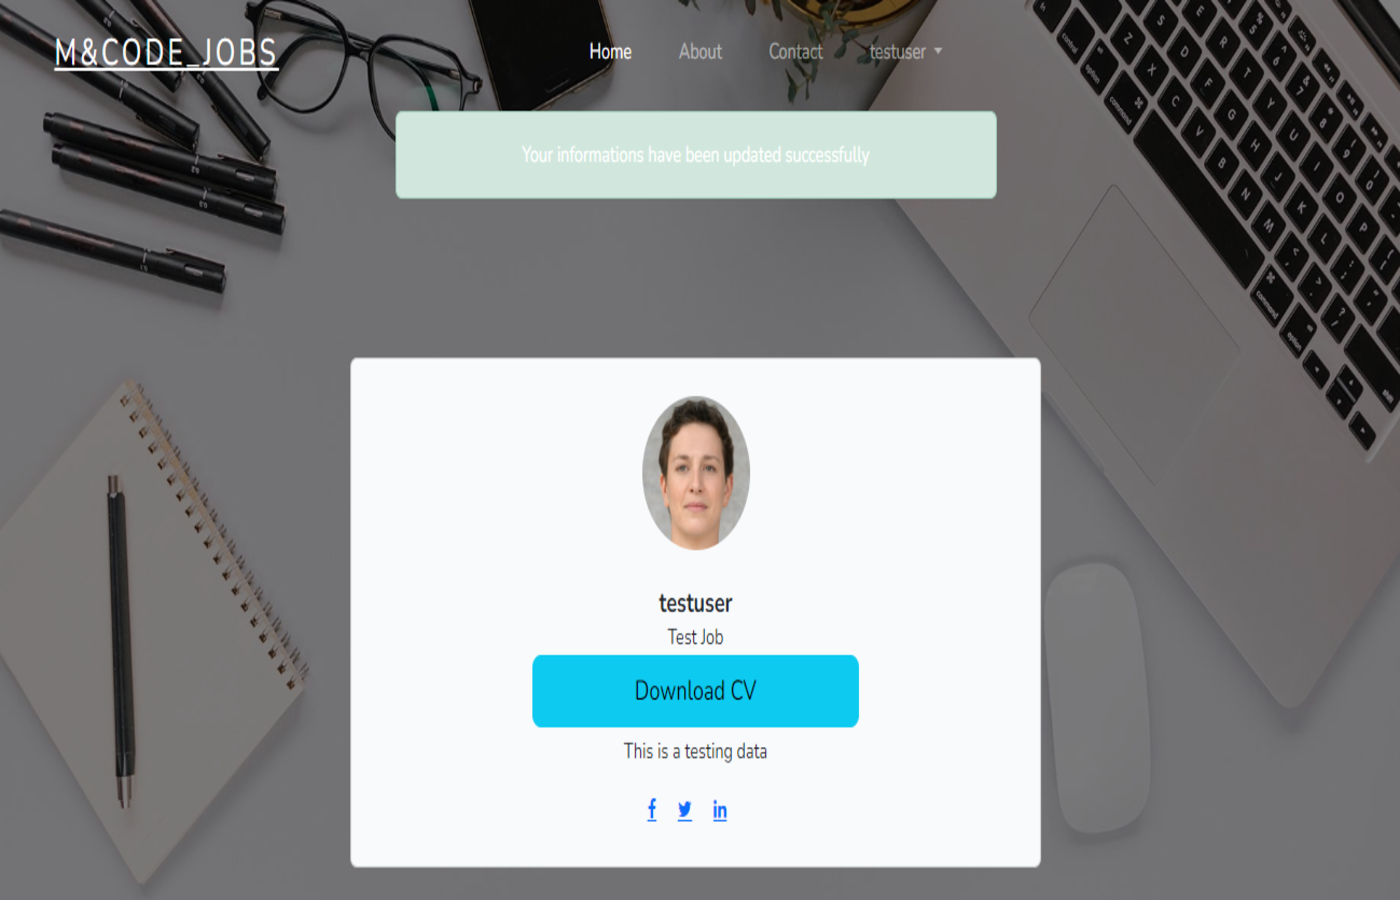 M&CODE_JOBS
Home About Contact testuser
Your informations have been updated successfully
testuser
Test Job
Download CV
This is a testing data